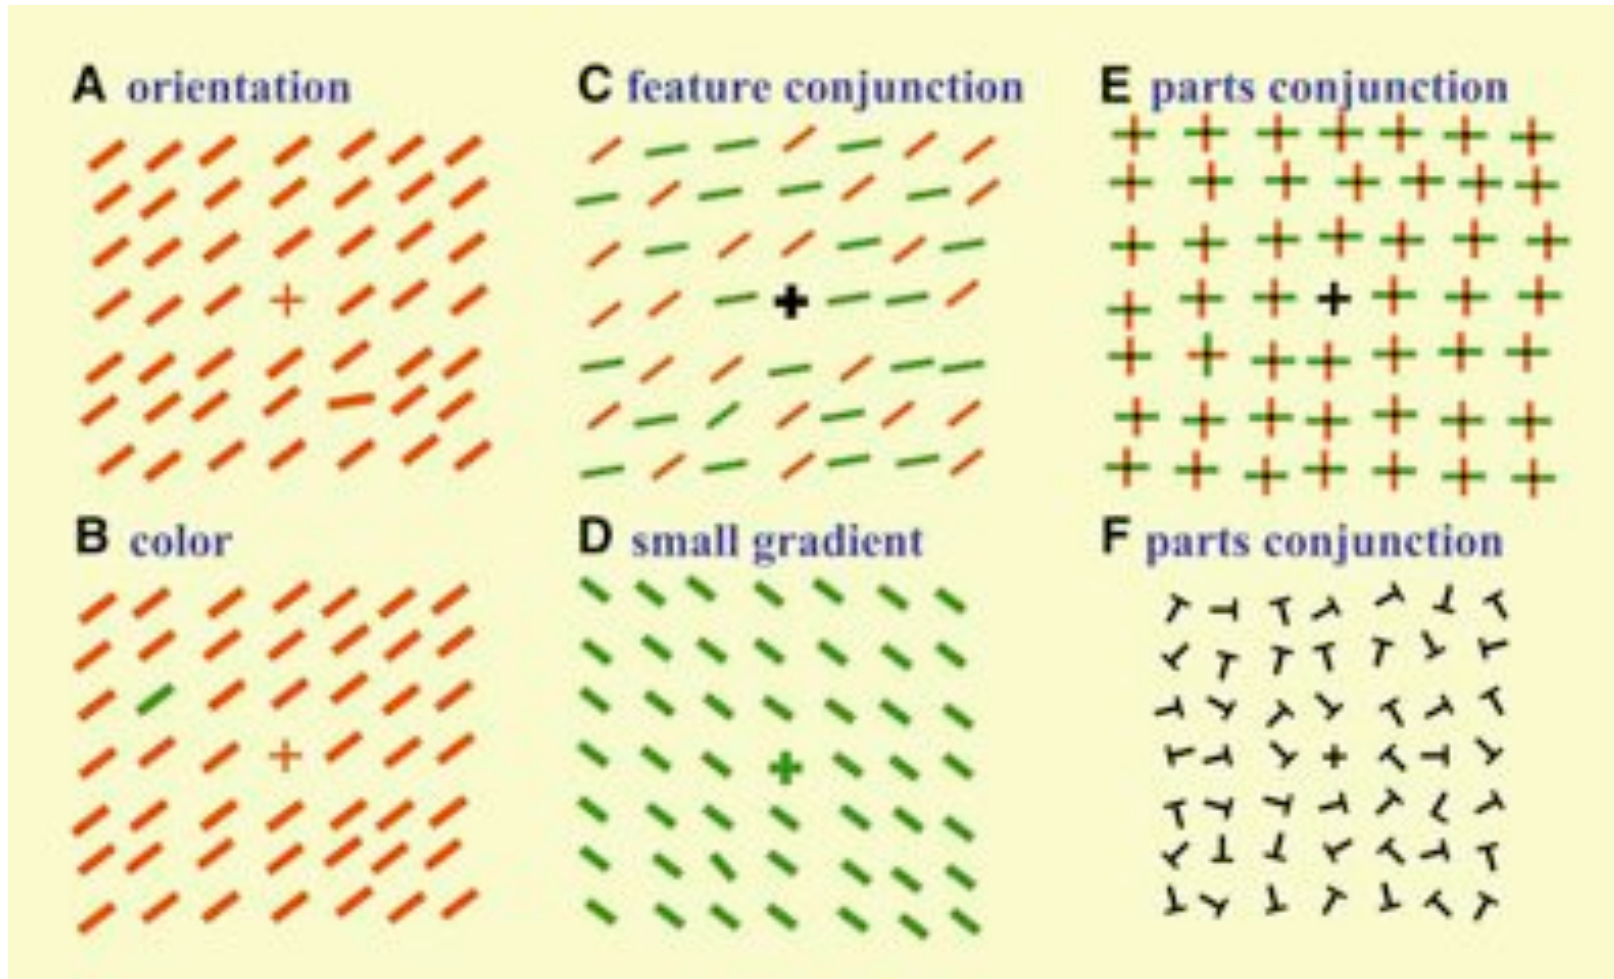 A orientation
C feature conjunction
E parts conjunction
B color
D small gradient
F parts conjunction